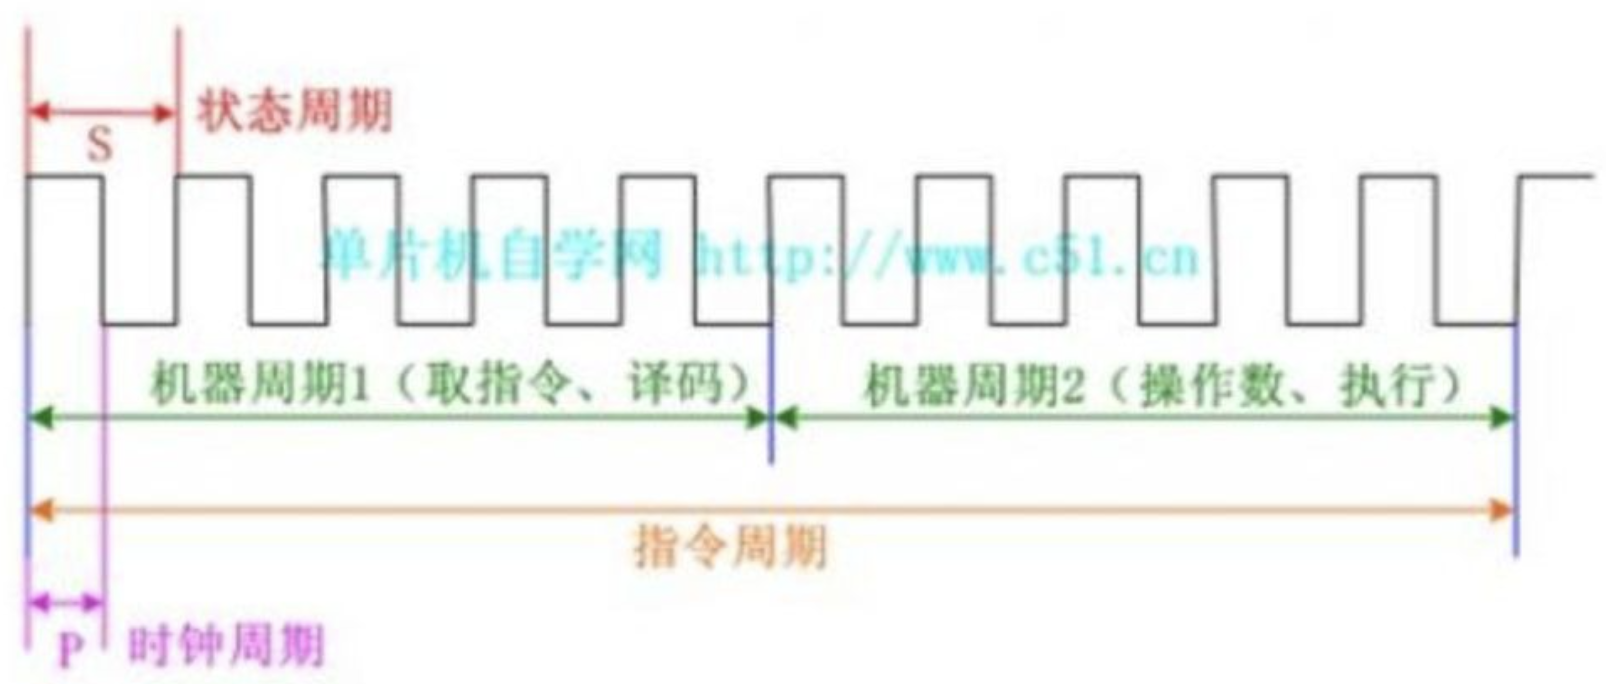 状态周期
S
单片机自学网 http://www.c51.cn
机器周期1（取指令、译码） 机器周期2（操作数、执行）
指令周期
P 时钟周期